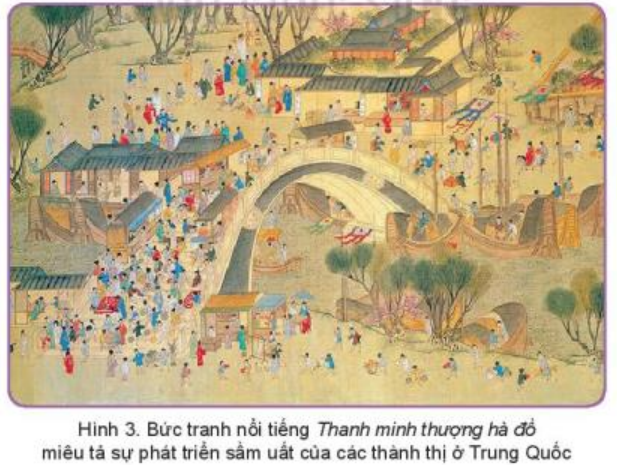 Hình 3. Bức tranh nổi tiếng Thanh minh thượng hà đồ
miêu tả sự phát triển sầm uất của các thành thị ở Trung Quốc